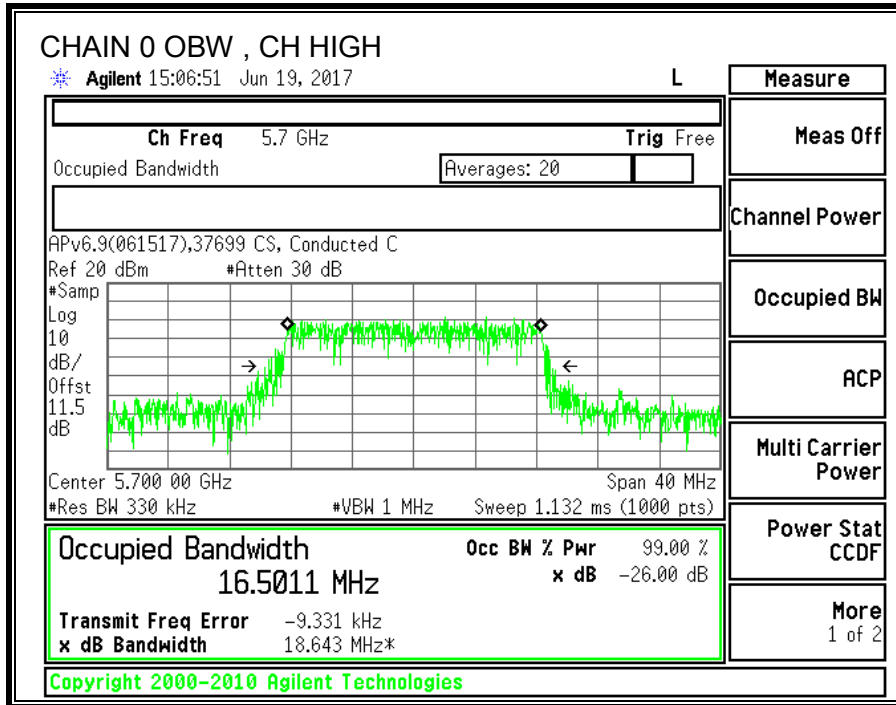 CHAIN 0 OBW , CH HIGH
Agilent 15:06:51 Jun 19, 2017 L
Measure
Ch Freq 5.7 GHz Trig Free
Meas Off
Occupied Bandwidth Averages: 20
Channel Power
APv6.9(061517),37699 CS, Conducted C
Ref 20 dBm #Atten 30 dB
#Samp
Log
10
dB/
Offst
11.5
dB
Occupied BW
ACP
Center 5.700 00 GHz Span 40 MHz
#Res BW 330 kHz #VBW 1 MHz Sweep 1.132 ms (1000 pts)
Multi Carrier
Power
Occupied Bandwidth Occ BW % Pwr 99.00 %
16.5011 MHz x dB -26.00 dB
Power Stat
CCDF
Transmit Freq Error -9.331 kHz
x dB Bandwidth 18.643 MHz*
More
1 of 2
Copyright 2000-2010 Agilent Technologies